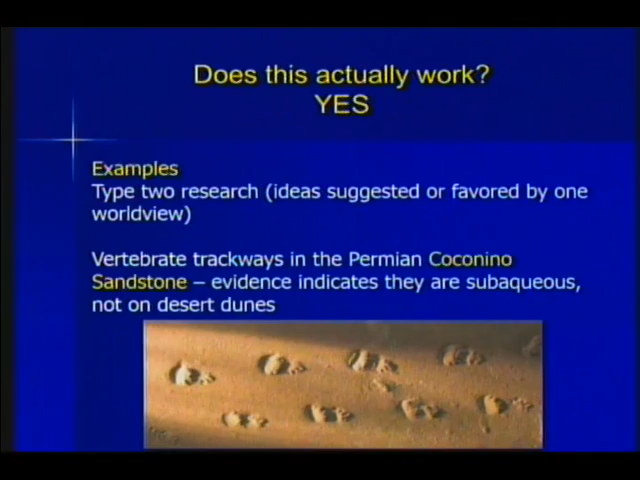 Does this actually work?
YES
Examples
Type two research (ideas suggested or favored by one
worldview)
Vertebrate trackways in the Permian Coconino
Sandstone – evidence indicates they are subaqueous,
not on desert dunes